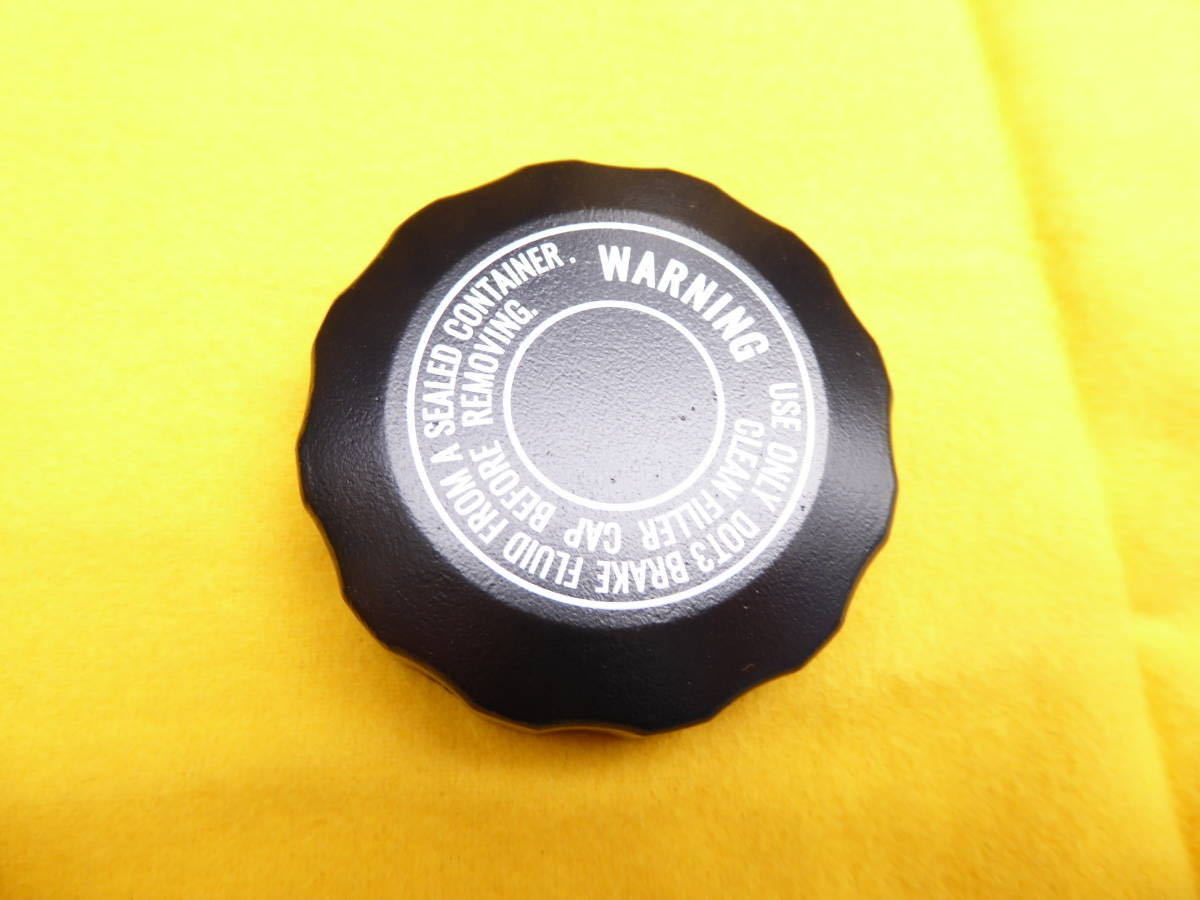 WARNING
USE ONLY DOT3 BRAKE FLUID FROM A SEALED CONTAINER.
CLEAN FILLER CAP BEFORE REMOVING.